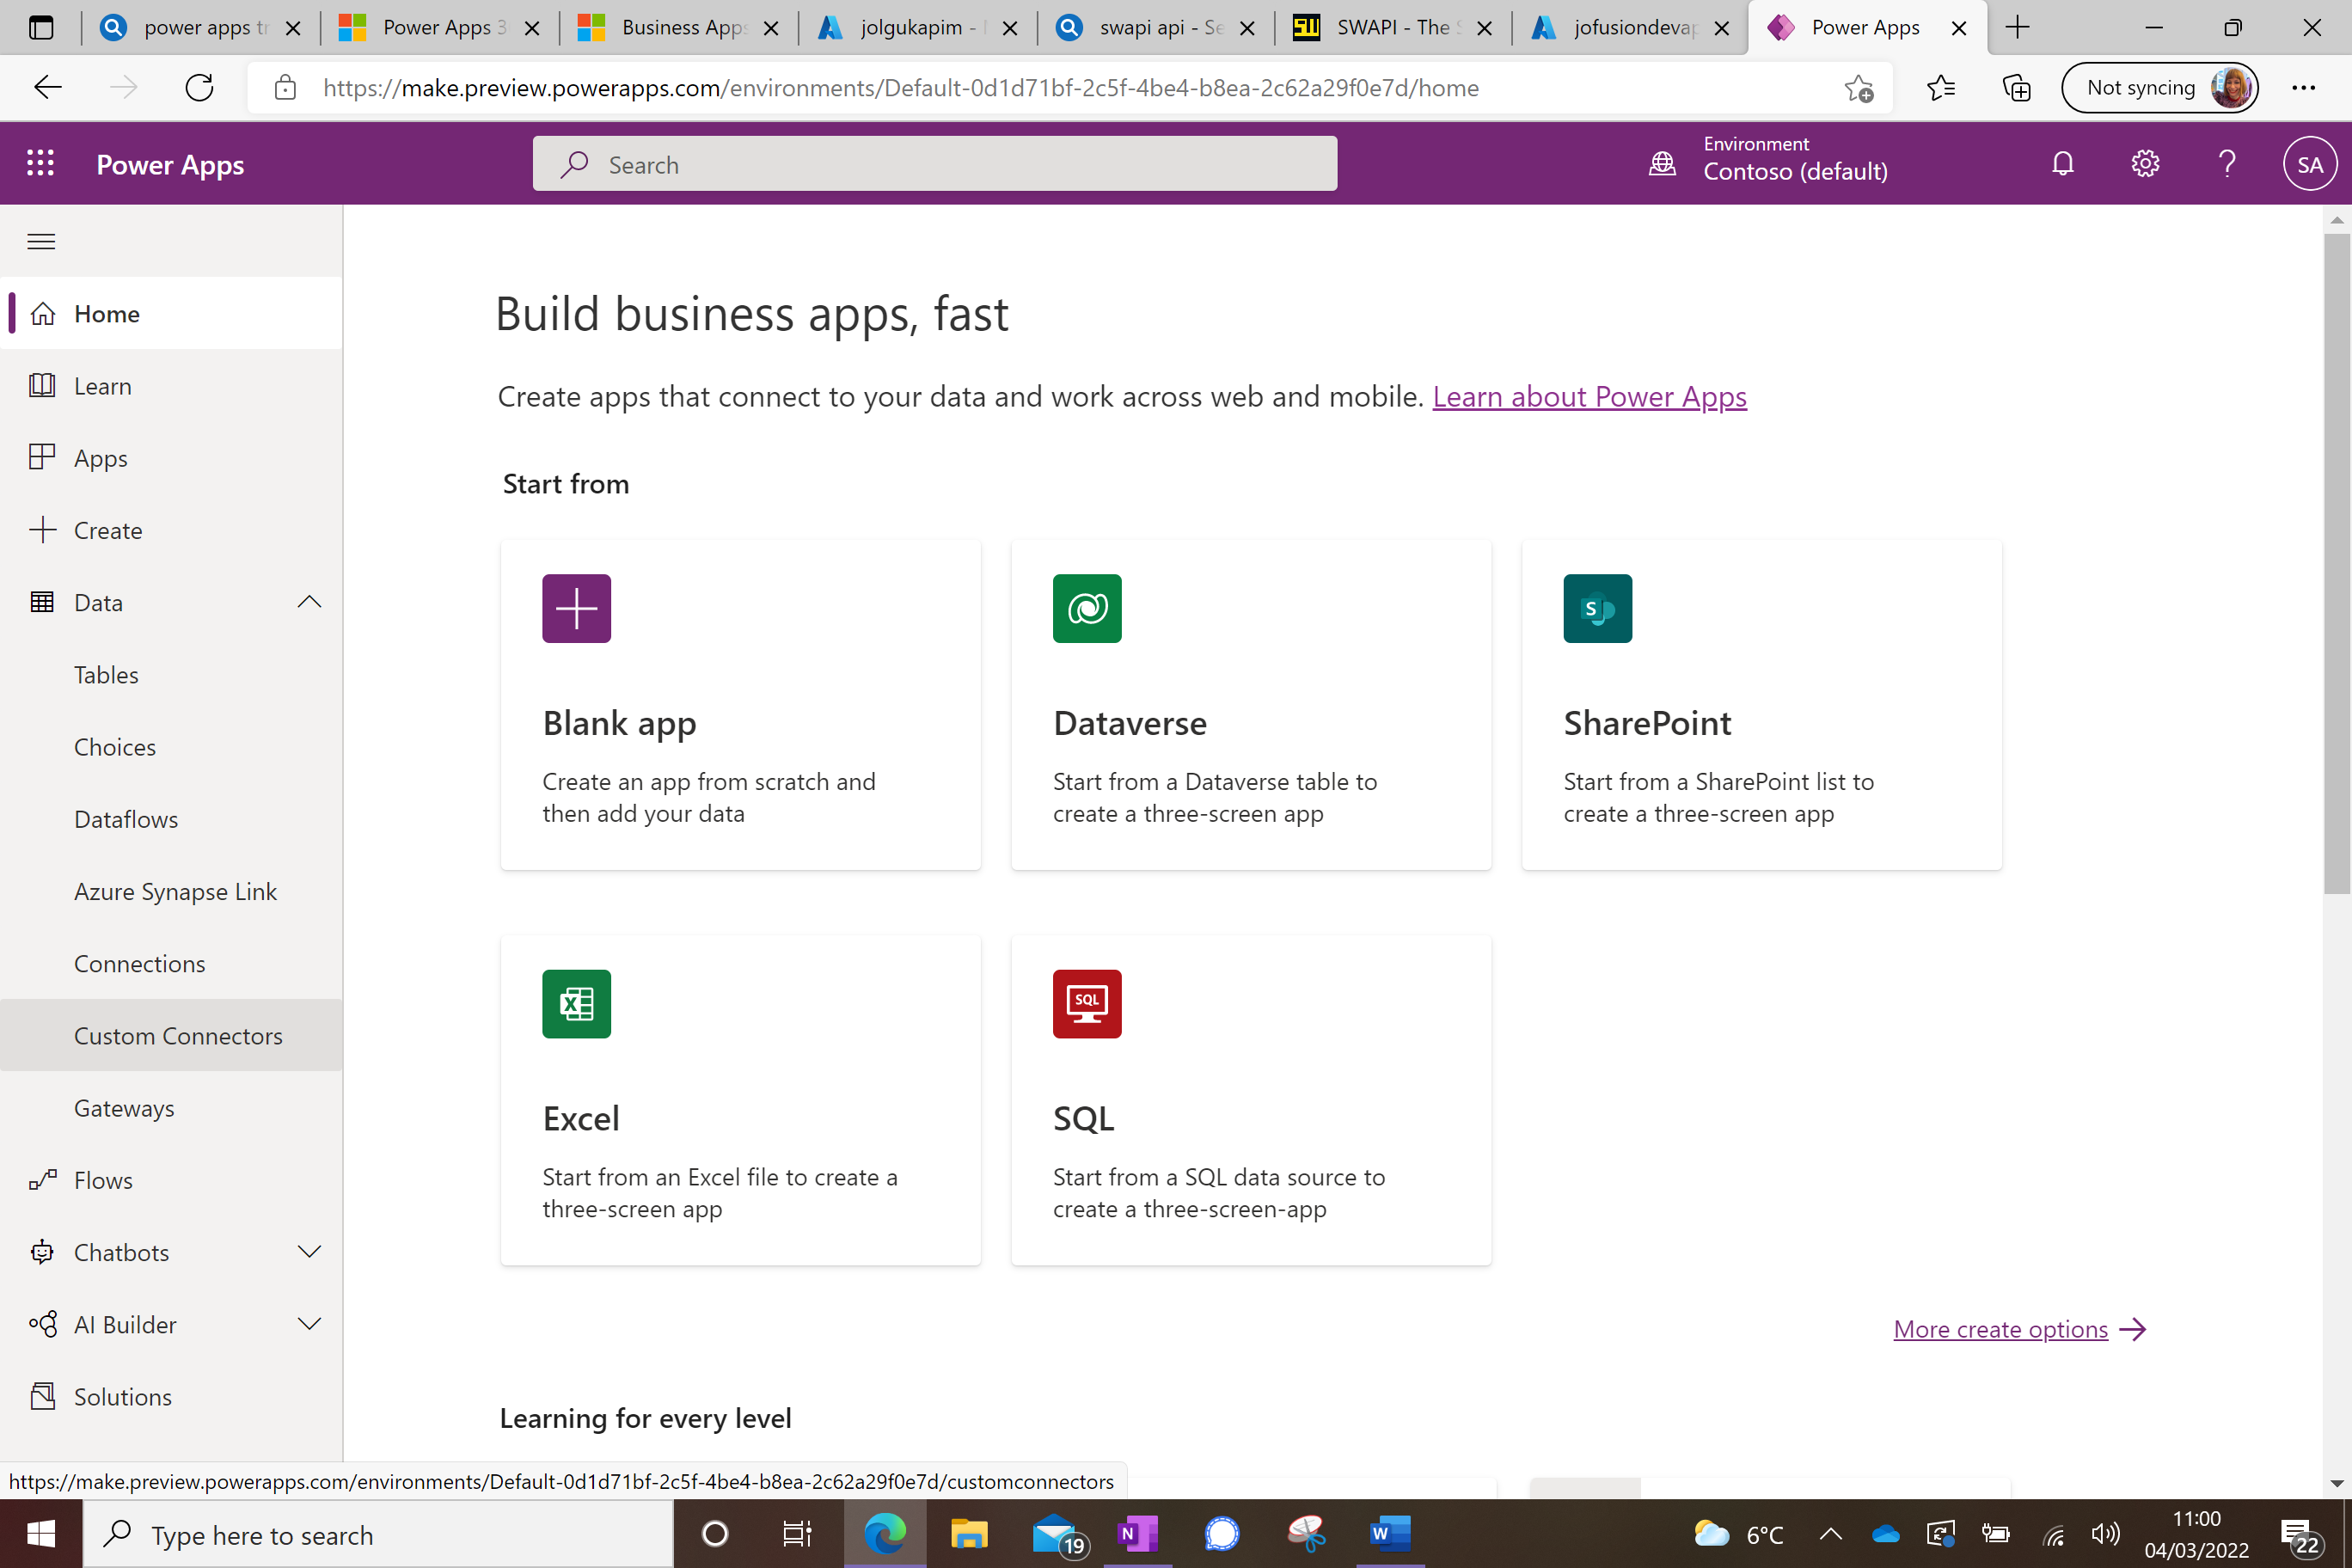 power apps tr
Power Apps 3
Business Apps
jolgukapim -
swapi api - Se
SWAPI - The S
jofusiondevap
Power Apps
https://make.preview.powerapps.com/environments/Default-0d1d71bf-2c5f-4be4-b8ea-2c62a29f0e7d/home
Not syncing
Power Apps
Search
Environment
Contoso (default)
SA
Home
Learn
Apps
Create
Data
Tables
Choices
Dataflows
Azure Synapse Link
Connections
Custom Connectors
Gateways
Flows
Chatbots
AI Builder
Solutions
Build business apps, fast
Create apps that connect to your data and work across web and mobile. Learn about Power Apps
Start from
Blank app
Create an app from scratch and
then add your data
Dataverse
Start from a Dataverse table to
create a three-screen app
S
SharePoint
Start from a SharePoint list to
create a three-screen app
X
Excel
Start from an Excel file to create a
three-screen app
SQL
SQL
Start from a SQL data source to
create a three-screen-app
More create options
Learning for every level
https://make.preview.powerapps.com/environments/Default-0d1d71bf-2c5f-4be4-b8ea-2c62a29f0e7d/customconnectors
Type here to search
19
N
W
6°C
11:00
04/03/2022
22